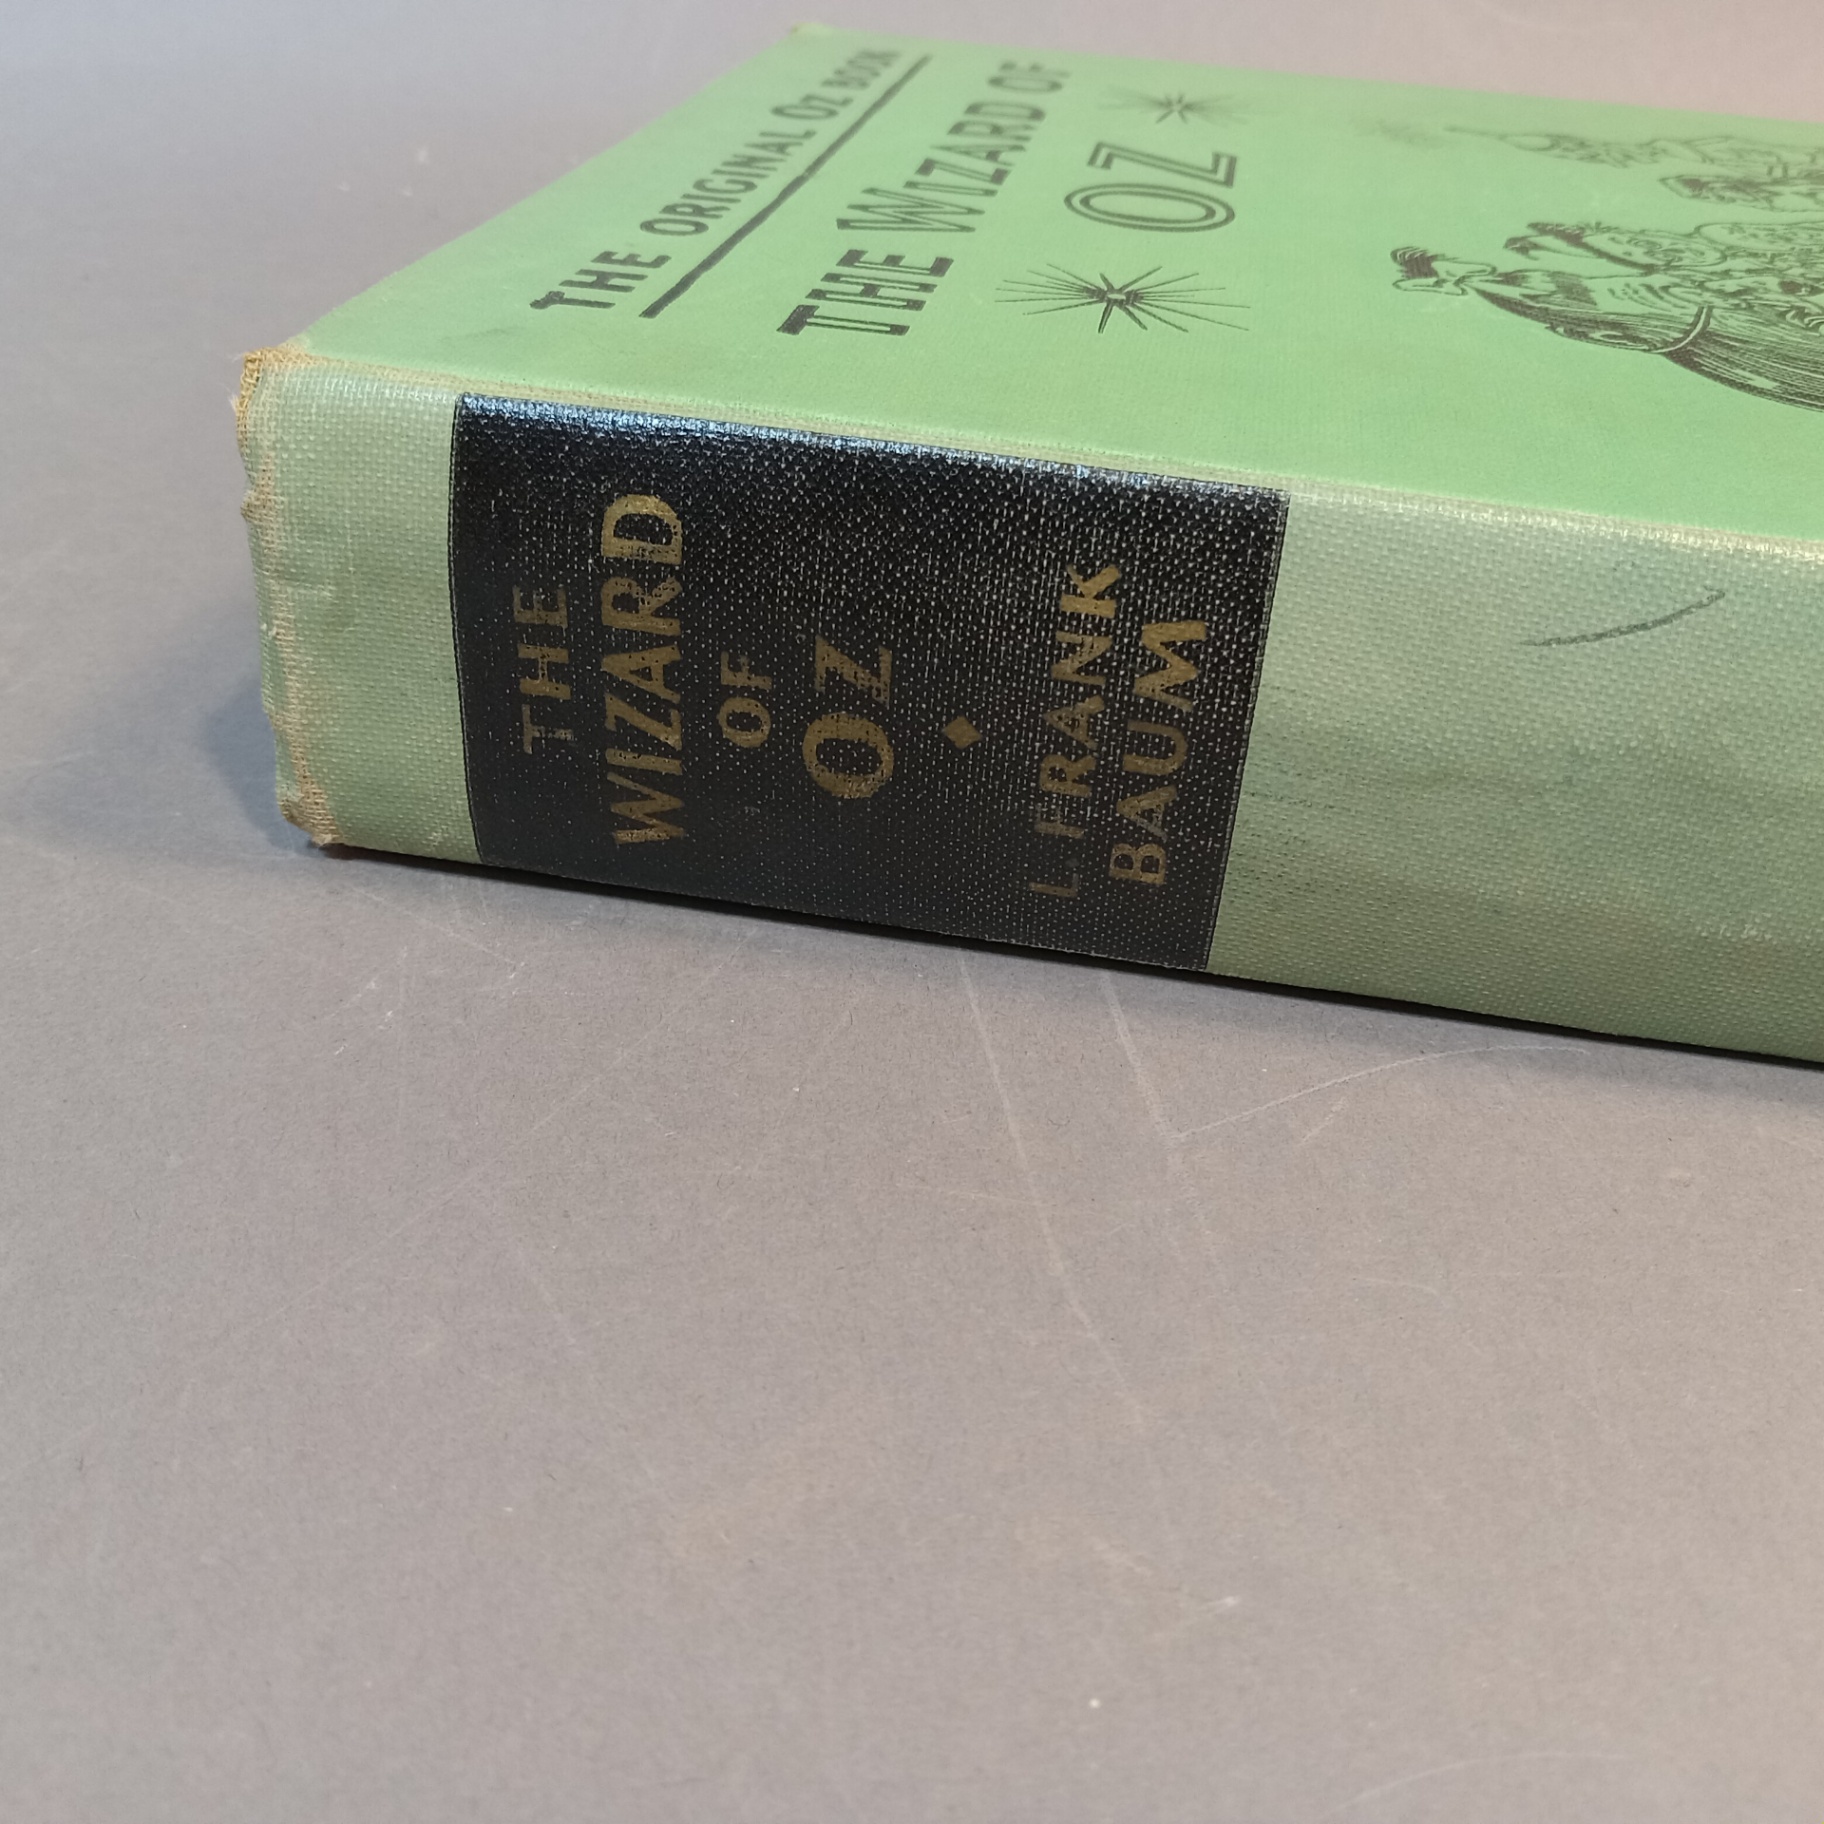 THE ORIGINAL OZ BOOK
THE WIZARD OF
OZ
THE
WIZARD
OF
OZ
L. FRANK
BAUM